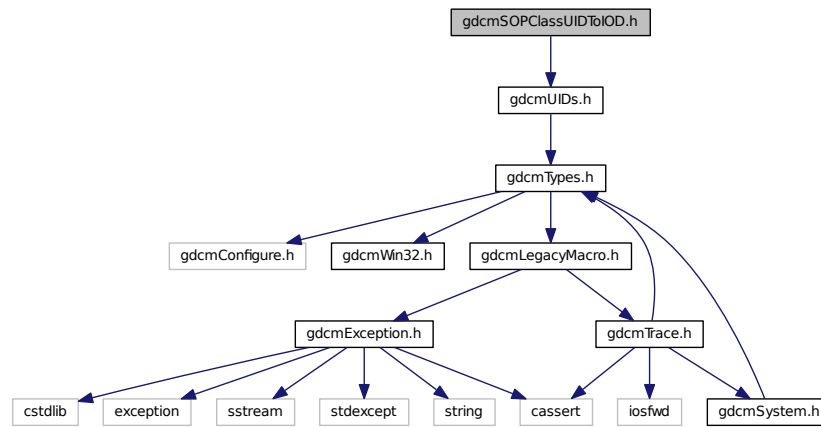 gdcmSOPClassUIDToIOD.h
gdcmUIDs.h
gdcmTypes.h
gdcmConfigure.h
gdcmWin32.h
gdcmLegacyMacro.h
gdcmException.h
gdcmTrace.h
cstdlib
exception
sstream
stdexcept
string
cassert
iosfwd
gdcmSystem.h